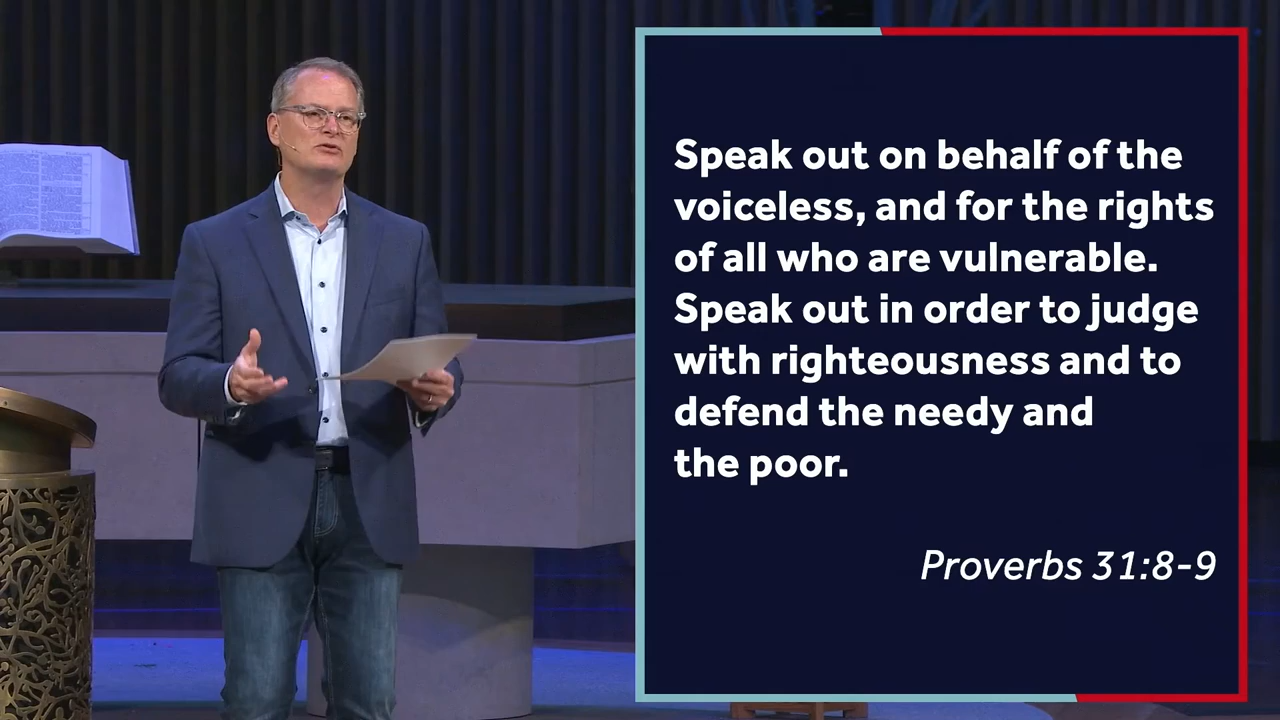 Speak out on behalf of the
voiceless, and for the rights
of all who are vulnerable.
Speak out in order to judge
with righteousness and to
defend the needy and
the poor.
Proverbs 31:8-9